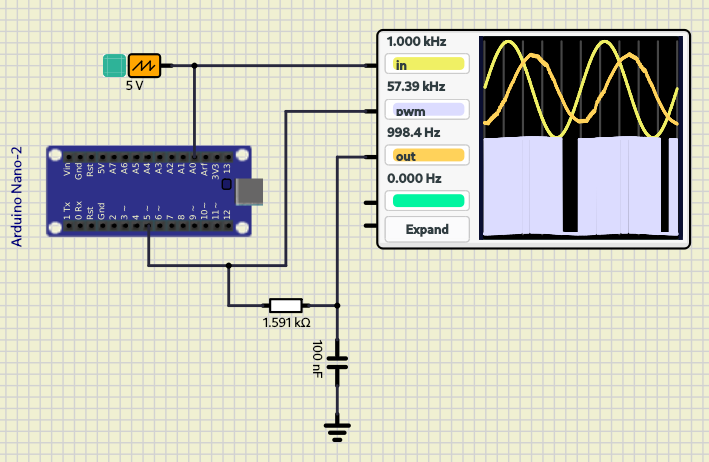 1.000 kHz
in
57.39 kHz
pwm
998.4 Hz
out
0.000 Hz
Expand
5 V
Arduino Nano-2
Vin Gnd Rst 5V A7 A6 A5 A4 A3 A2 A1 A0 Arf 3V3 13
1 Tx 0 Rx Rst Gnd 2 3 ~ 4 5 ~ 6 ~ 7 8 9 ~ 10 ~ 11 ~ 12
1.591 kΩ
100 nF